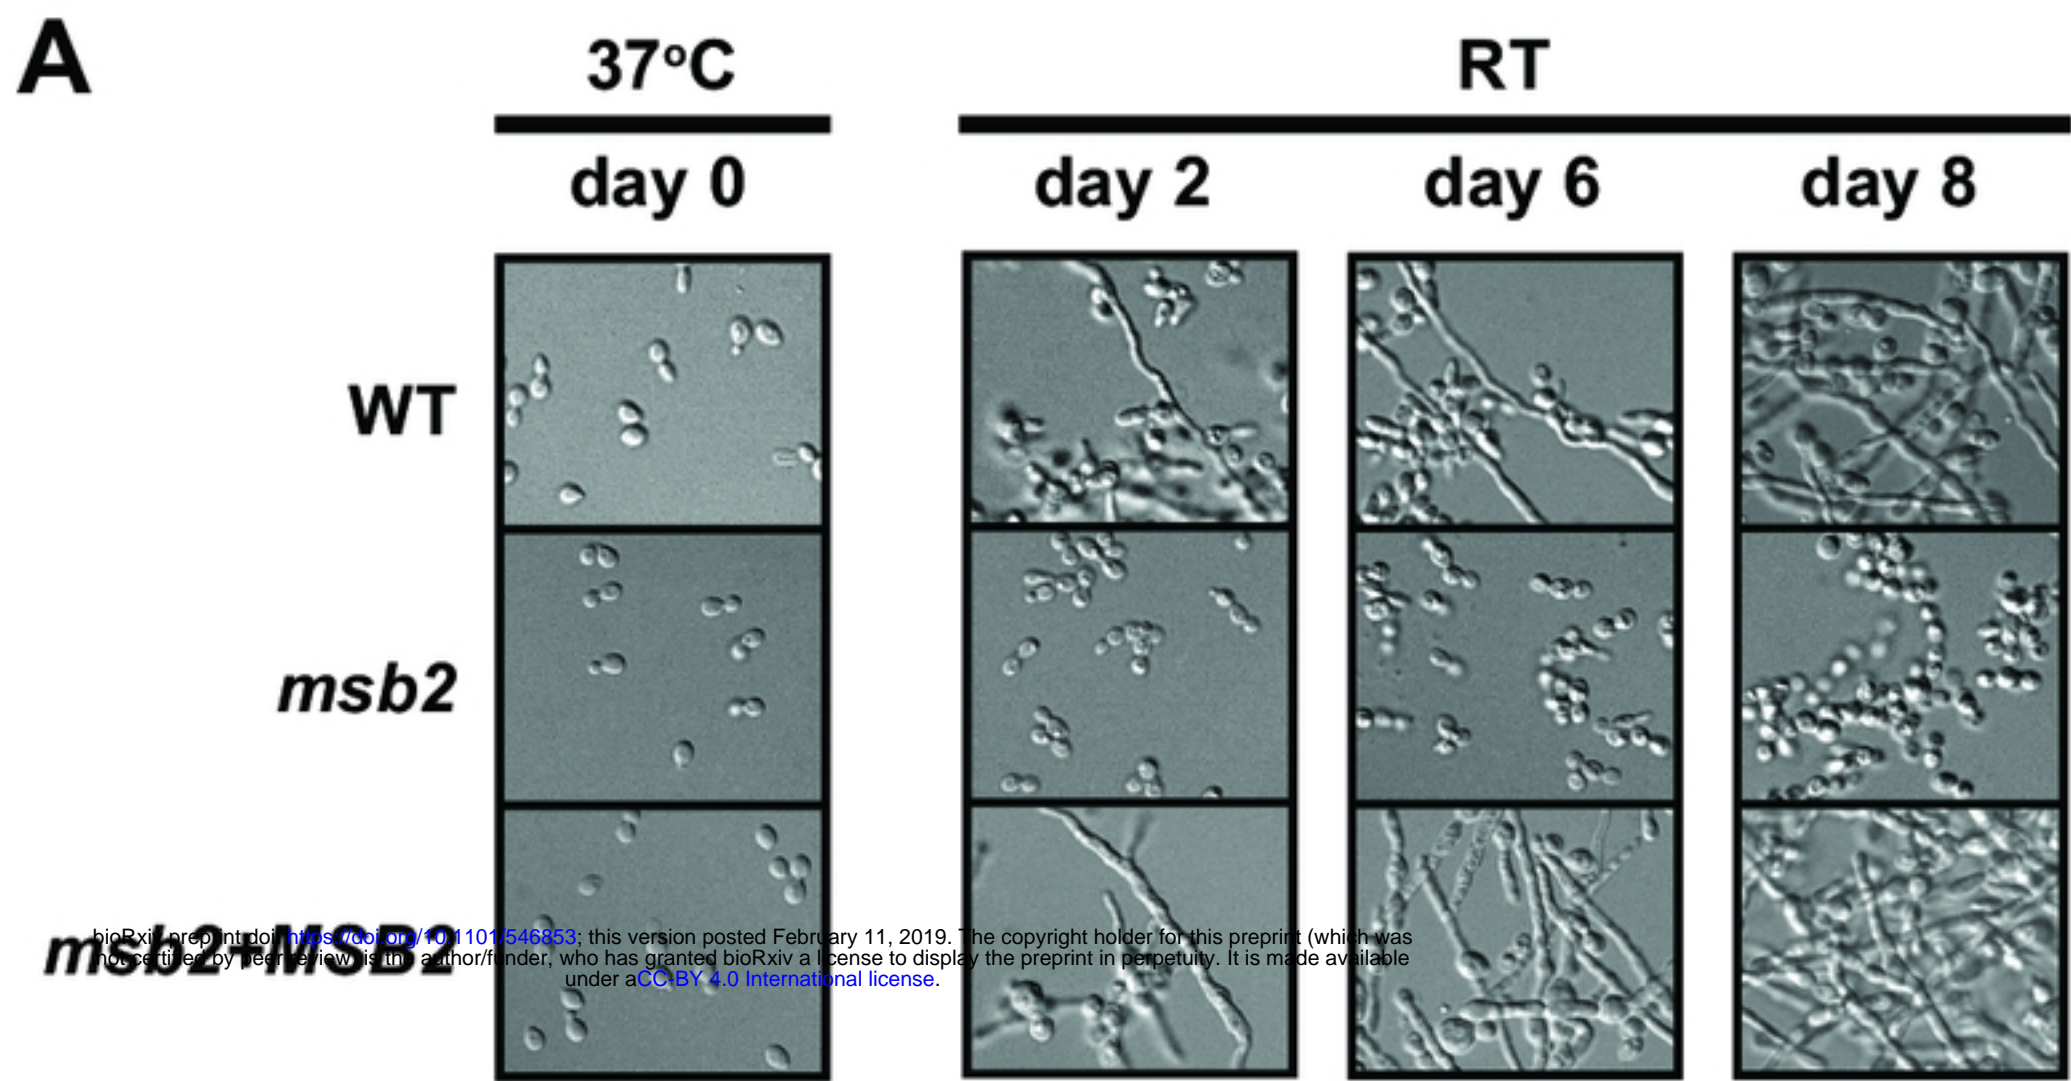 A
37°C
RT
day 0
day 2
day 6
day 8
WT
msb2
msb2+MSB2
bioRxiv preprint doi: https://doi.org/10.1101/546853; this version posted February 11, 2019. The copyright holder for this preprint (which was
not certified by peer review) is the author/funder, who has granted bioRxiv a license to display the preprint in perpetuity. It is made available
under aCC-BY 4.0 International license.